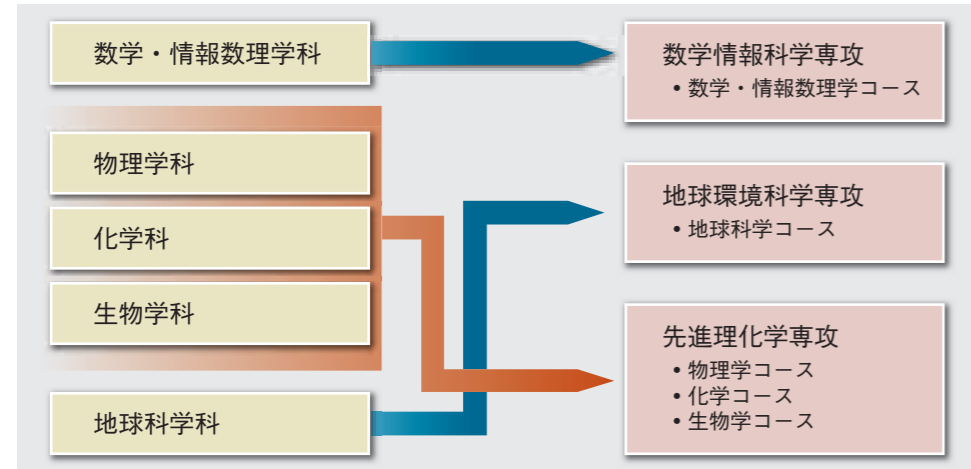 数学・情報数理学科
物理学科
化学科
生物学科
地球科学科
数学情報科学専攻
• 数学・情報数理学コース
地球環境科学専攻
• 地球科学コース
先進理化学専攻
• 物理学コース
• 化学コース
• 生物学コース